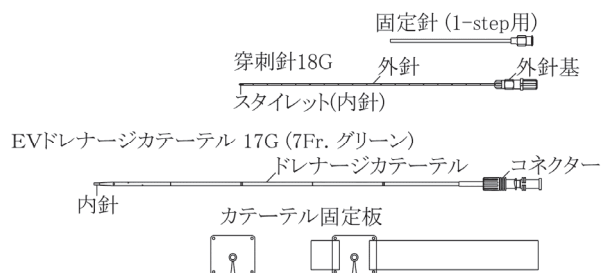 固定針 (1-step用)
穿刺針18G
外針
外針基
スタイレット(内針)
EVドレナージカテーテル 17G (7Fr. グリーン)
ドレナージカテーテル
コネクター
内針
カテーテル固定板